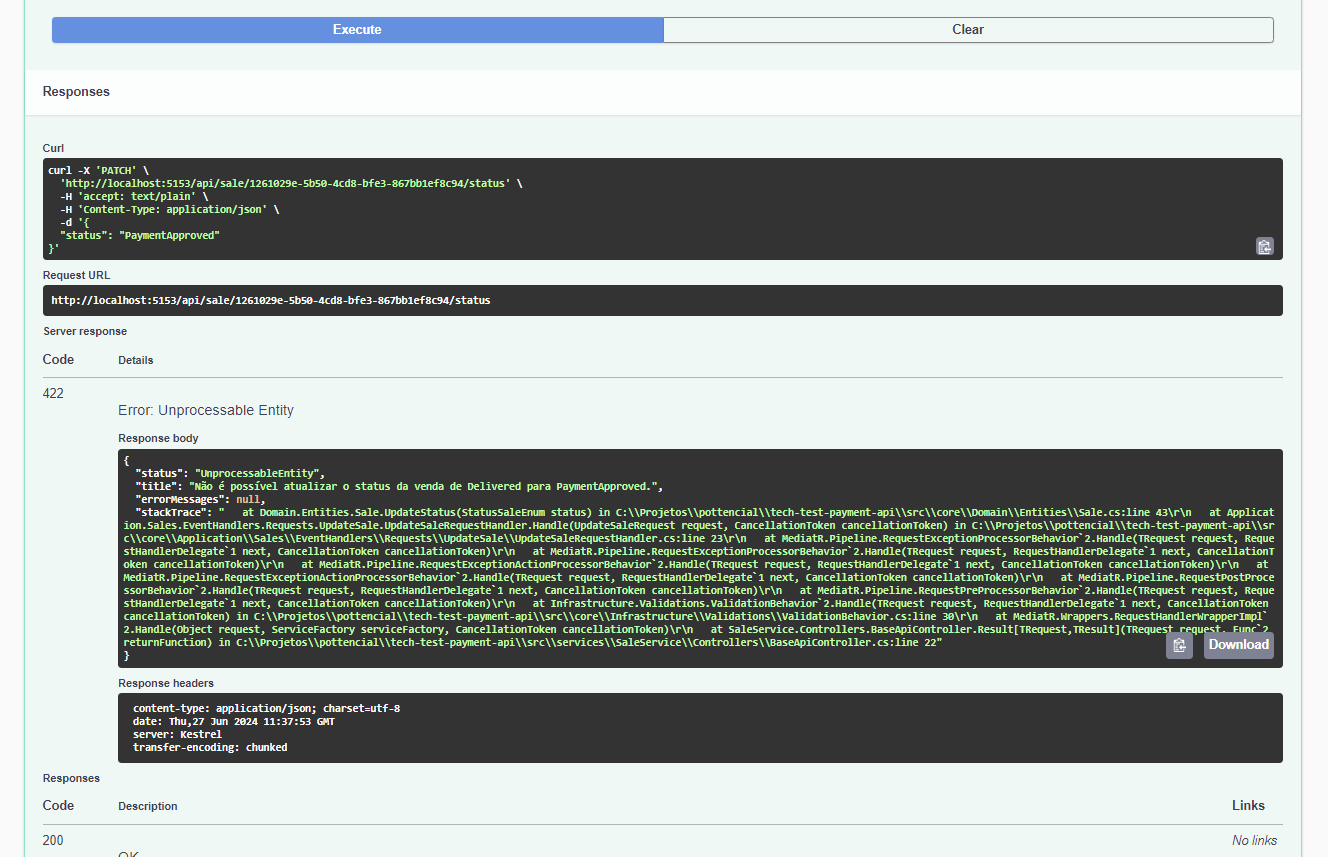 Execute
Clear
Responses
Curl
curl -X 'PATCH' \
  'http://localhost:5153/api/sale/1261029e-5b50-4cd8-bfe3-867bb1ef8c94/status' \
  -H 'accept: text/plain' \
  -H 'Content-Type: application/json' \
  -d '{
  "status": "PaymentApproved"
}'
Request URL
http://localhost:5153/api/sale/1261029e-5b50-4cd8-bfe3-867bb1ef8c94/status
Server response
Code Details
422
Error: Unprocessable Entity
Response body
{
  "status": "UnprocessableEntity",
  "title": "Não é possível atualizar o status da venda de Delivered para PaymentApproved.",
  "errorMessages": null,
  "stackTrace": "   at Domain.Entities.Sale.UpdateStatus(StatusSaleEnum status) in C:\\Projetos\\pottencial\\tech-test-payment-api\\src\\core\\Domain\\Entities\\Sale.cs:line 43\r\n   at Applicat
ion.Sales.EventHandlers.Requests.UpdateSale.UpdateSaleRequestHandler.Handle(UpdateSaleRequest request, CancellationToken cancellationToken) in C:\\Projetos\\pottencial\\tech-test-payment-api\\sr
c\\core\\Application\\Sales\\EventHandlers\\Requests\\UpdateSale\\UpdateSaleRequestHandler.cs:line 23\r\n   at MediatR.Pipeline.RequestExceptionProcessorBehavior`2.Handle(TRequest request, Reque
stHandlerDelegate`1 next, CancellationToken cancellationToken)\r\n   at MediatR.Pipeline.RequestExceptionProcessorBehavior`2.Handle(TRequest request, RequestHandlerDelegate`1 next, CancellationT
oken cancellationToken)\r\n   at MediatR.Pipeline.RequestExceptionActionProcessorBehavior`2.Handle(TRequest request, RequestHandlerDelegate`1 next, CancellationToken cancellationToken)\r\n   at
MediatR.Pipeline.RequestExceptionActionProcessorBehavior`2.Handle(TRequest request, RequestHandlerDelegate`1 next, CancellationToken cancellationToken)\r\n   at MediatR.Pipeline.RequestPostProce
ssorBehavior`2.Handle(TRequest request, RequestHandlerDelegate`1 next, CancellationToken cancellationToken)\r\n   at MediatR.Pipeline.RequestPreProcessorBehavior`2.Handle(TRequest request, Reque
stHandlerDelegate`1 next, CancellationToken cancellationToken)\r\n   at Infrastructure.Validations.ValidationBehavior`2.Handle(TRequest request, RequestHandlerDelegate`1 next, CancellationToken
cancellationToken) in C:\\Projetos\\pottencial\\tech-test-payment-api\\src\\core\\Infrastructure\\Validations\\ValidationBehavior.cs:line 30\r\n   at MediatR.Wrappers.RequestHandlerWrapperImpl`
2.Handle(Object request, ServiceFactory serviceFactory, CancellationToken cancellationToken)\r\n   at SaleService.Controllers.BaseApiController.Result[TRequest,TResult](TRequest request, Func`2
returnFunction) in C:\\Projetos\\pottencial\\tech-test-payment-api\\src\\services\\SaleService\\Controllers\\BaseApiController.cs:line 22"
}
Download
Response headers
content-type: application/json; charset=utf-8
date: Thu,27 Jun 2024 11:37:53 GMT
server: Kestrel
transfer-encoding: chunked
Responses
Code Description Links
200 No links
OK